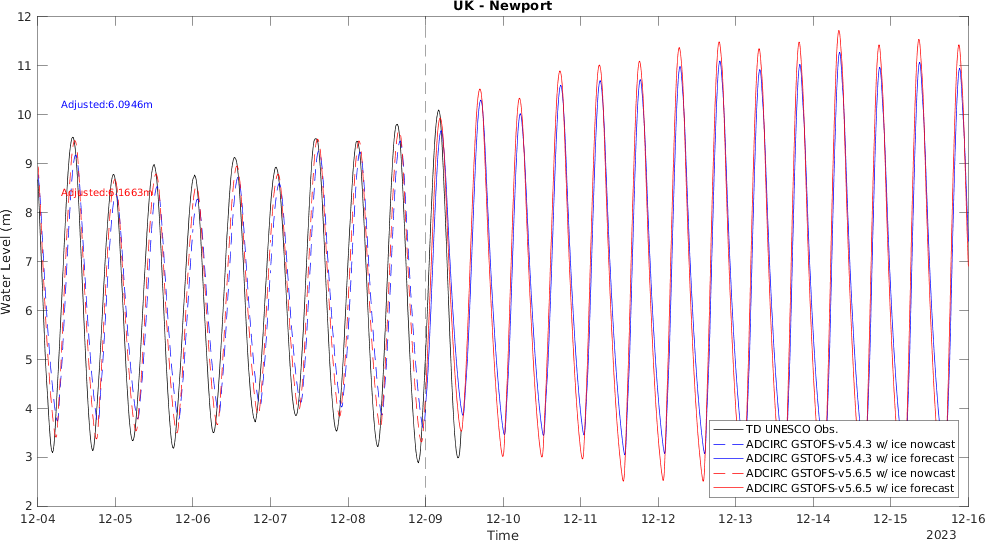 UK - Newport
12
11
10
9
8
7
6
5
4
3
2
Water Level (m)
Adjusted:6.0946m
Adjusted:6.1663m
TD UNESCO Obs.
ADCIRC GSTOFS-v5.4.3 w/ ice nowcast
ADCIRC GSTOFS-v5.4.3 w/ ice forecast
ADCIRC GSTOFS-v5.6.5 w/ ice nowcast
ADCIRC GSTOFS-v5.6.5 w/ ice forecast
12-04 12-05 12-06 12-07 12-08 12-09 12-10 12-11 12-12 12-13 12-14 12-15 12-16
Time
2023